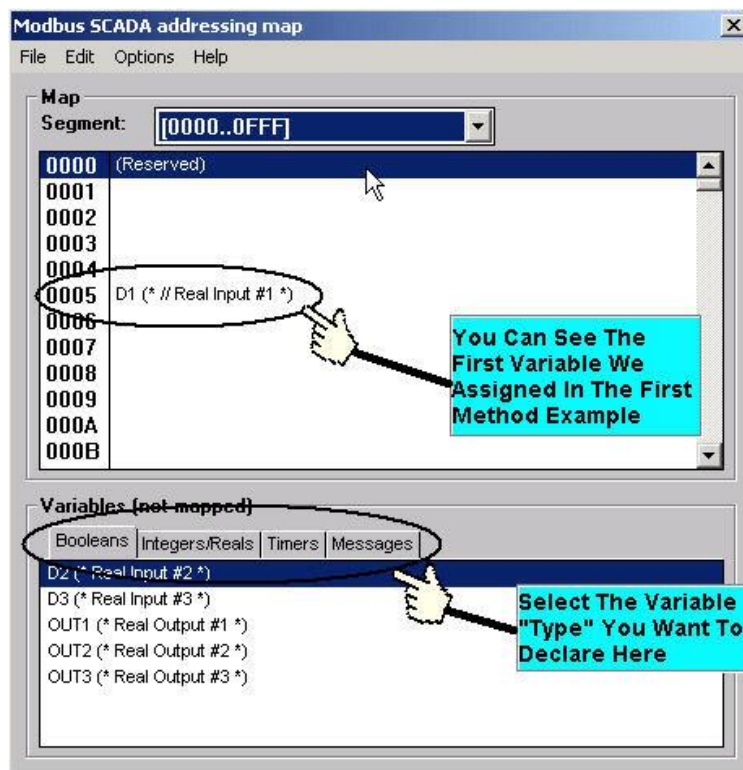 Modbus SCADA addressing map
File Edit Options Help
Map
Segment: [0000..0FFF]
0000 (Reserved)
0001
0002
0003
0004
0005 D1 (* // Real Input #1 *)
0006
0007
0008
0009
000A
000B
You Can See The
First Variable We
Assigned In The First
Method Example
Variables (not mapped)
Booleans Integers/Reals Timers Messages
D2 (* Real Input #2 *)
D3 (* Real Input #3 *)
OUT1 (* Real Output #1 *)
OUT2 (* Real Output #2 *)
OUT3 (* Real Output #3 *)
Select The Variable
"Type" You Want To
Declare Here